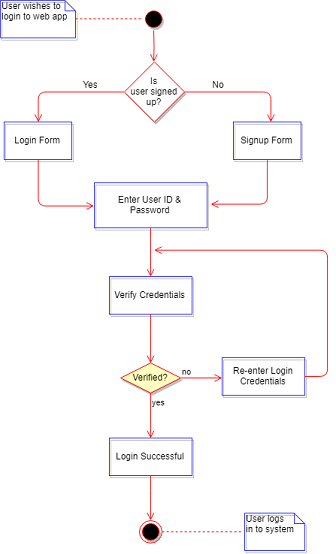 User wishes to
login to web app
Is
user signed
up?
Yes
No
Login Form
Signup Form
Enter User ID &
Password
Verify Credentials
Verified?
no
Re-enter Login
Credentials
yes
Login Successful
User logs
in to system